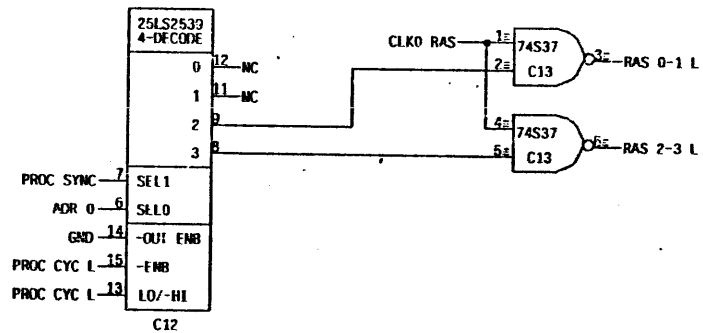 25LS2539
4-DECODE
0 12 NC
1 11 NC
2 9
3 8
PROC SYNC 7 SEL1
ADR 0 6 SEL0
GND 14 -OUT ENB
PROC CYC L 15 -ENB
PROC CYC L 13 LO/-HI
C12
CLK0 RAS
1 74S37 3 RAS 0-1 L
2 C13
4 74S37 6 RAS 2-3 L
5 C13